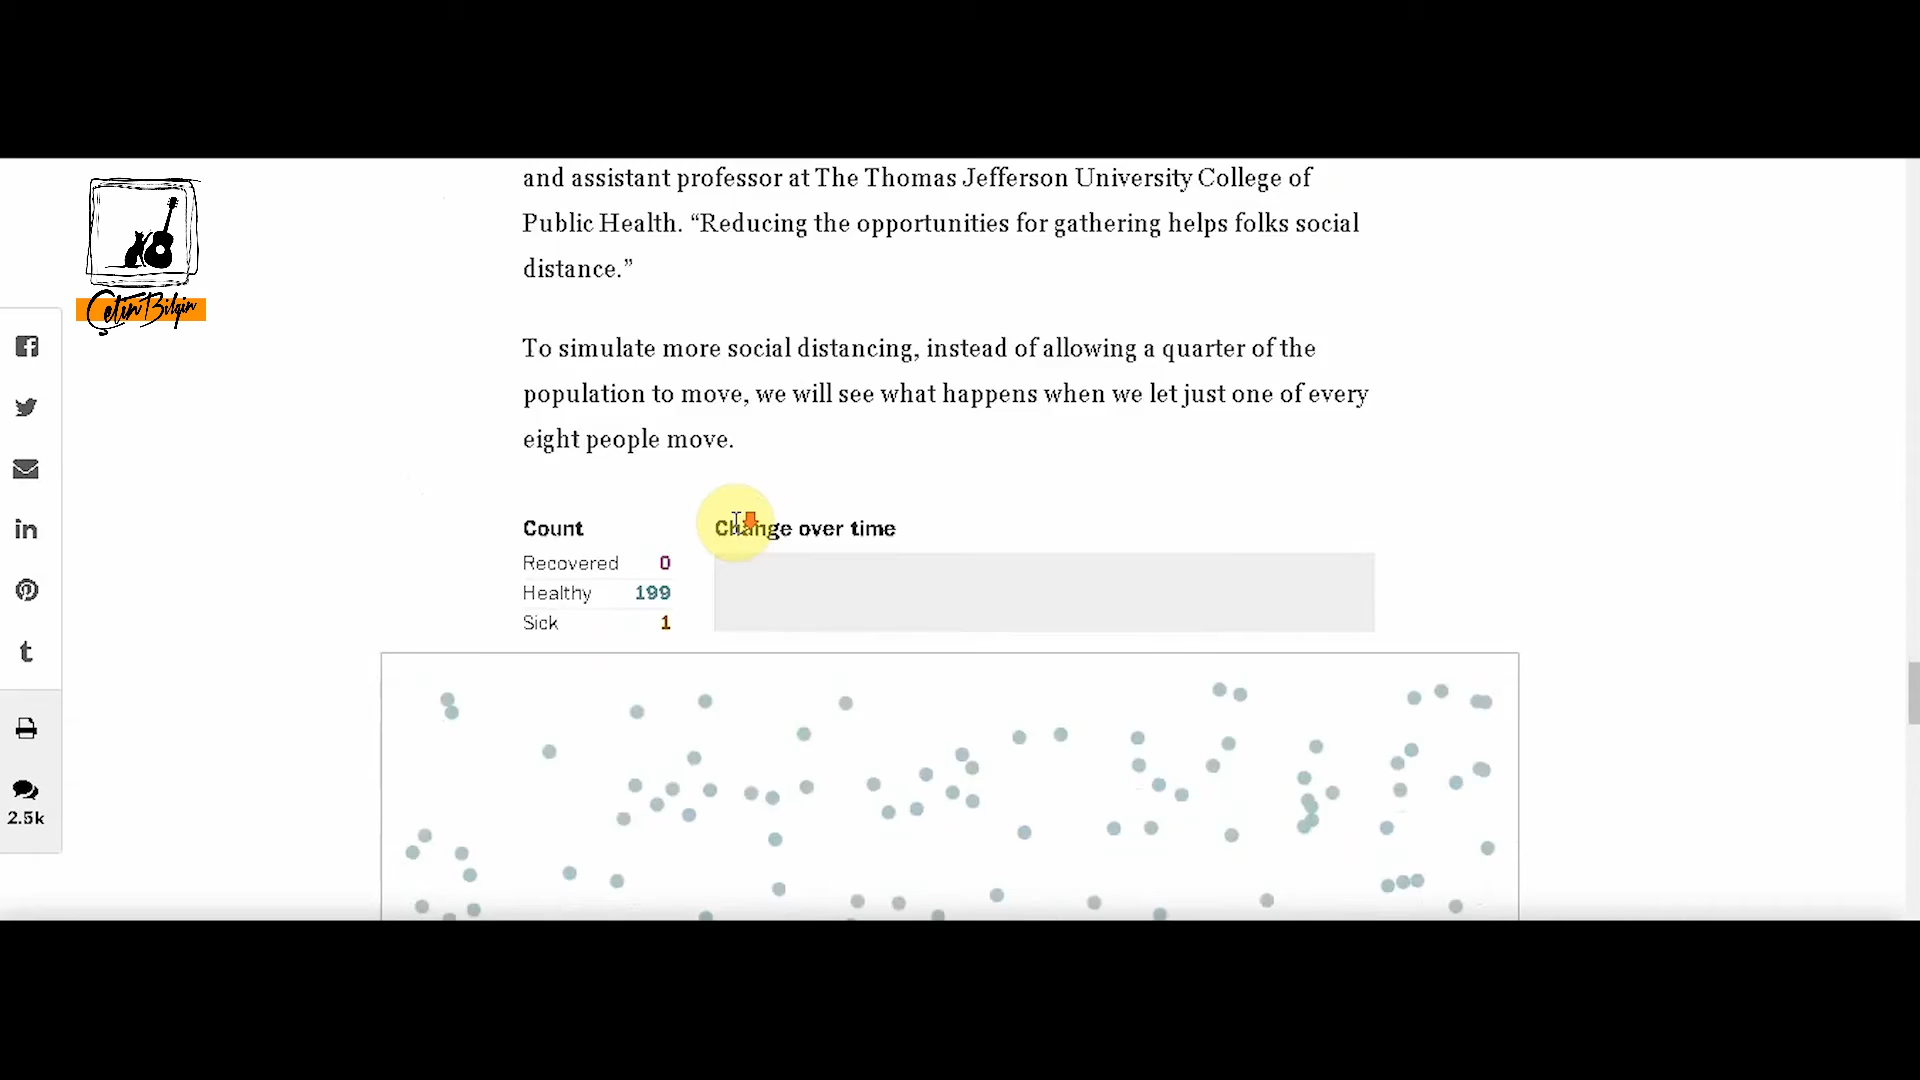 and assistant professor at The Thomas Jefferson University College of
Public Health. “Reducing the opportunities for gathering helps folks social
distance.”
Çetin Bilgin
To simulate more social distancing, instead of allowing a quarter of the
population to move, we will see what happens when we let just one of every
eight people move.
Count
Change over time
Recovered 0
Healthy 199
Sick 1
2.5k